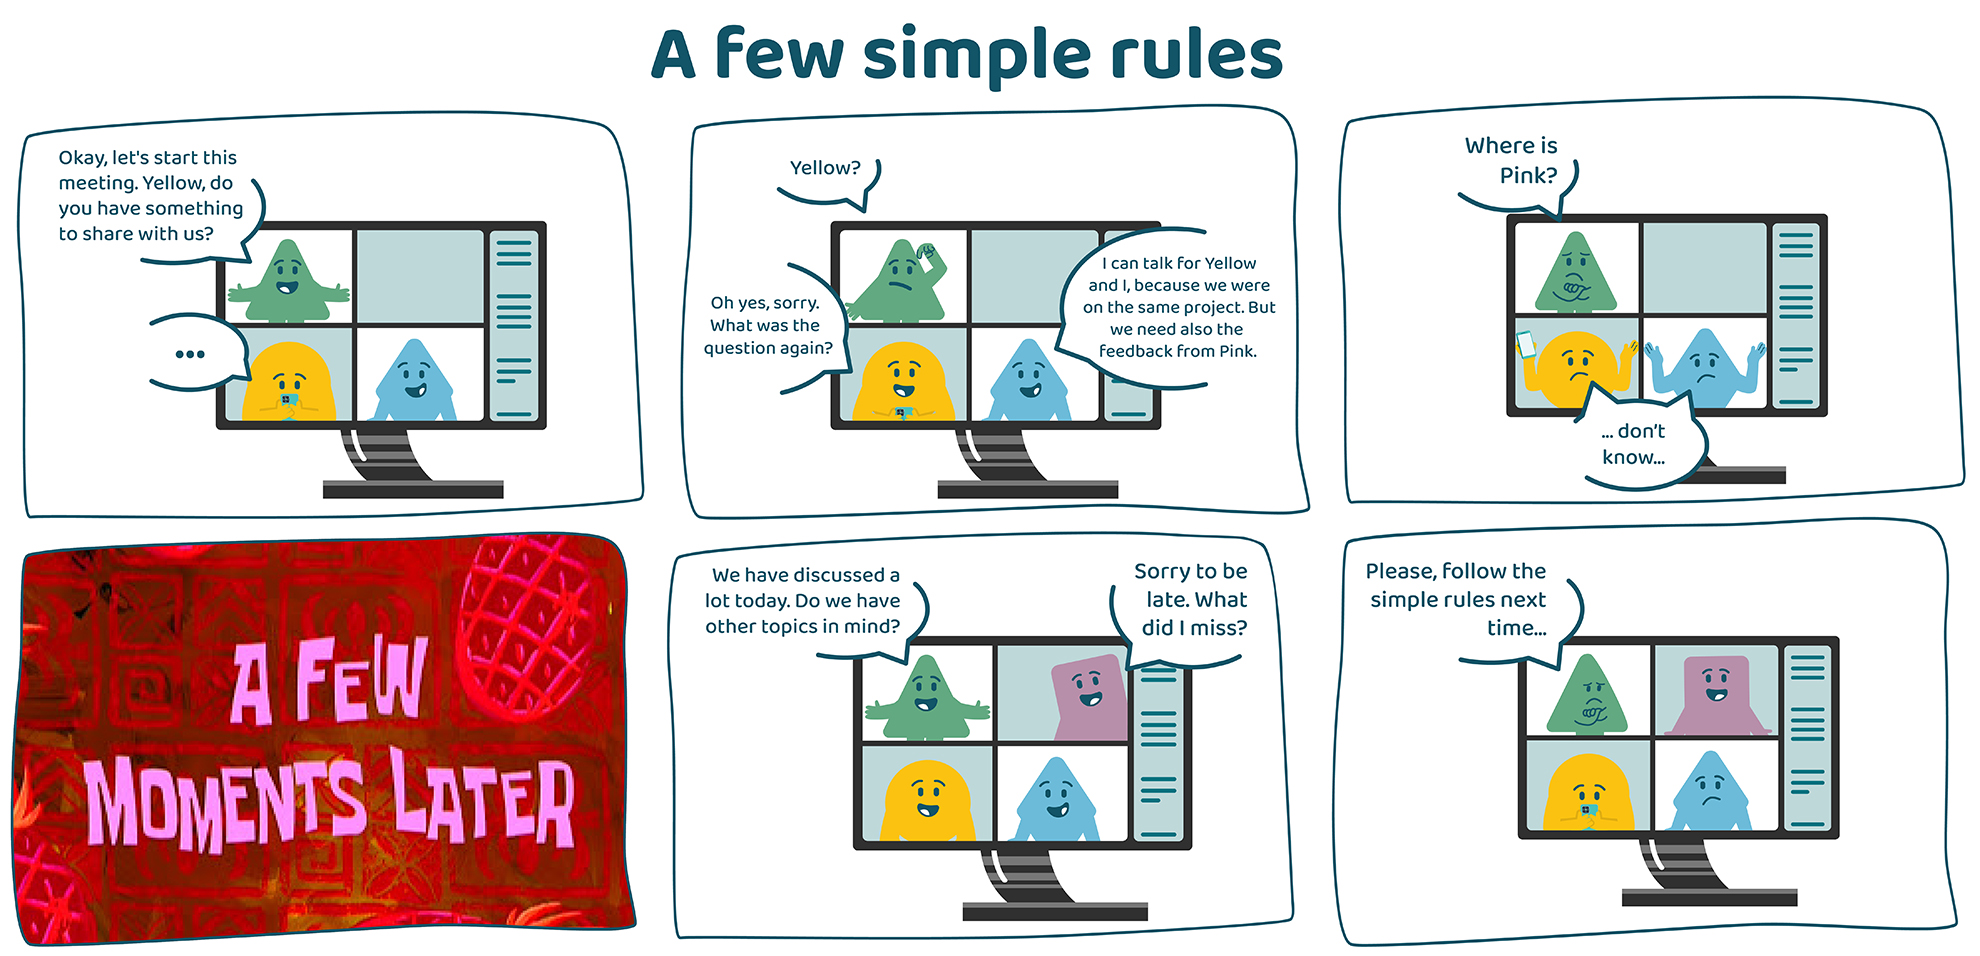 A few simple rules
Okay, let's start this
meeting. Yellow, do
you have something
to share with us?
...
Yellow?
Oh yes, sorry.
What was the
question again?
I can talk for Yellow
and I, because we were
on the same project. But
we need also the
feedback from Pink.
Where is
Pink?
... don't
know...
A FEW
MOMENTS LATER
We have discussed a
lot today. Do we have
other topics in mind?
Sorry to be
late. What
did I miss?
Please, follow the
simple rules next
time...